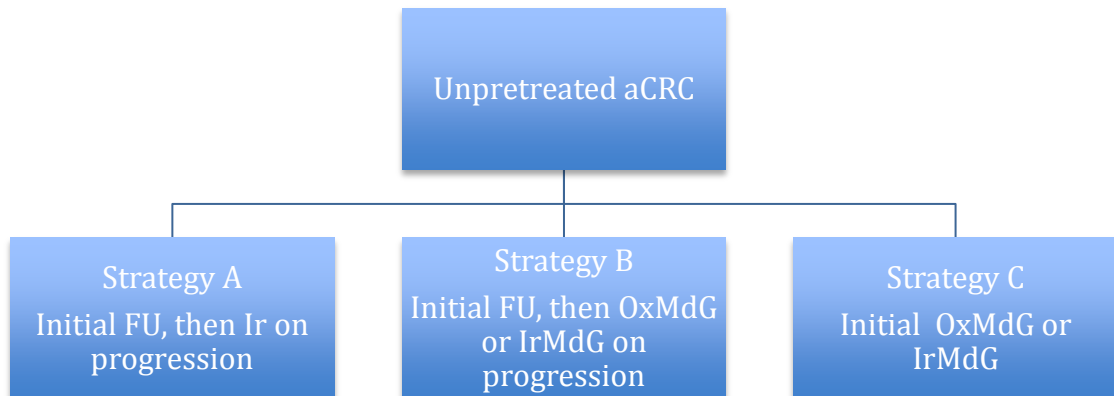 Unpretreated aCRC
Strategy A
Initial FU, then Ir on
progression
Strategy B
Initial FU, then OxMdG
or IrMdG on
progression
Strategy C
Initial  OxMdG or
IrMdG